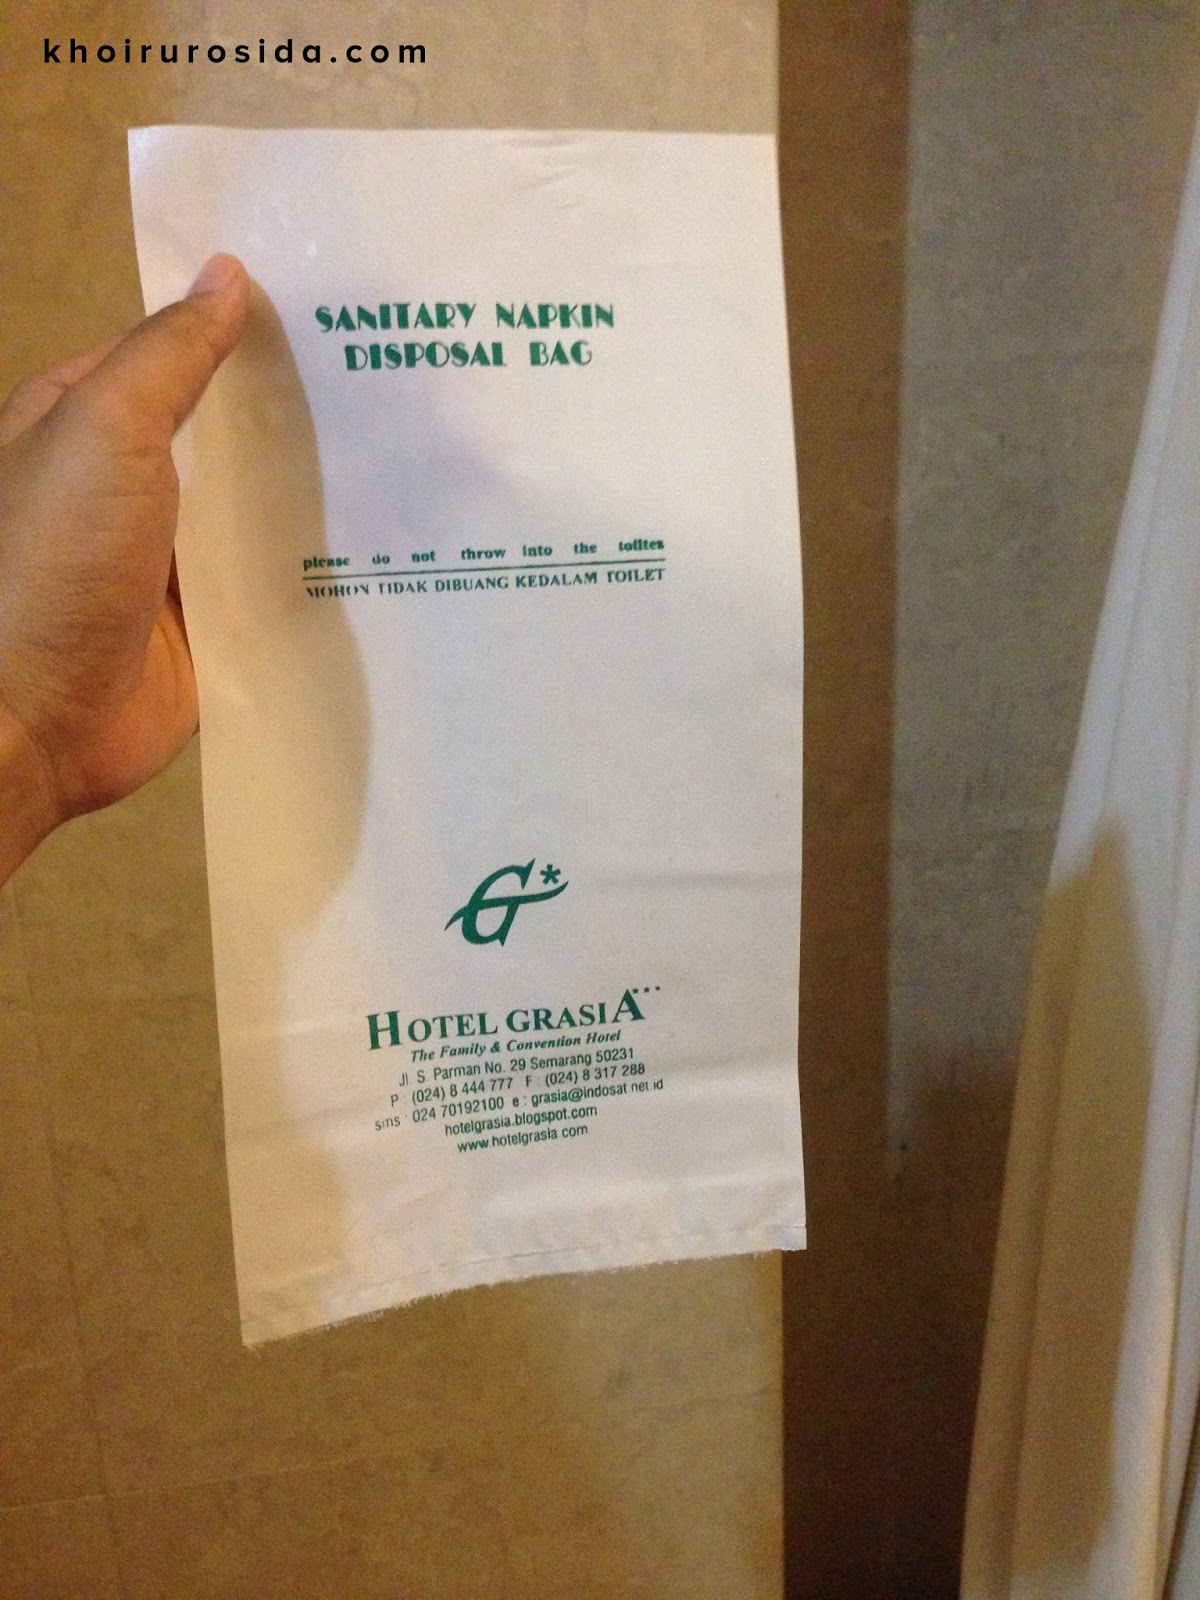 khoirurosida.com
SANITARY NAPKIN
DISPOSAL BAG
please do not throw into the toiltes
MOHON TIDAK DIBUANG KEDALAM TOILET
G*
HOTEL GRASIA***
The Family & Convention Hotel
Jl. S. Parman No. 29 Semarang 50231
P : (024) 8 444 777 F : (024) 8 317 288
sms : 024 70192100 e : grasia@indosat.net.id
hotelgrasia.blogspot.com
www.hotelgrasia.com